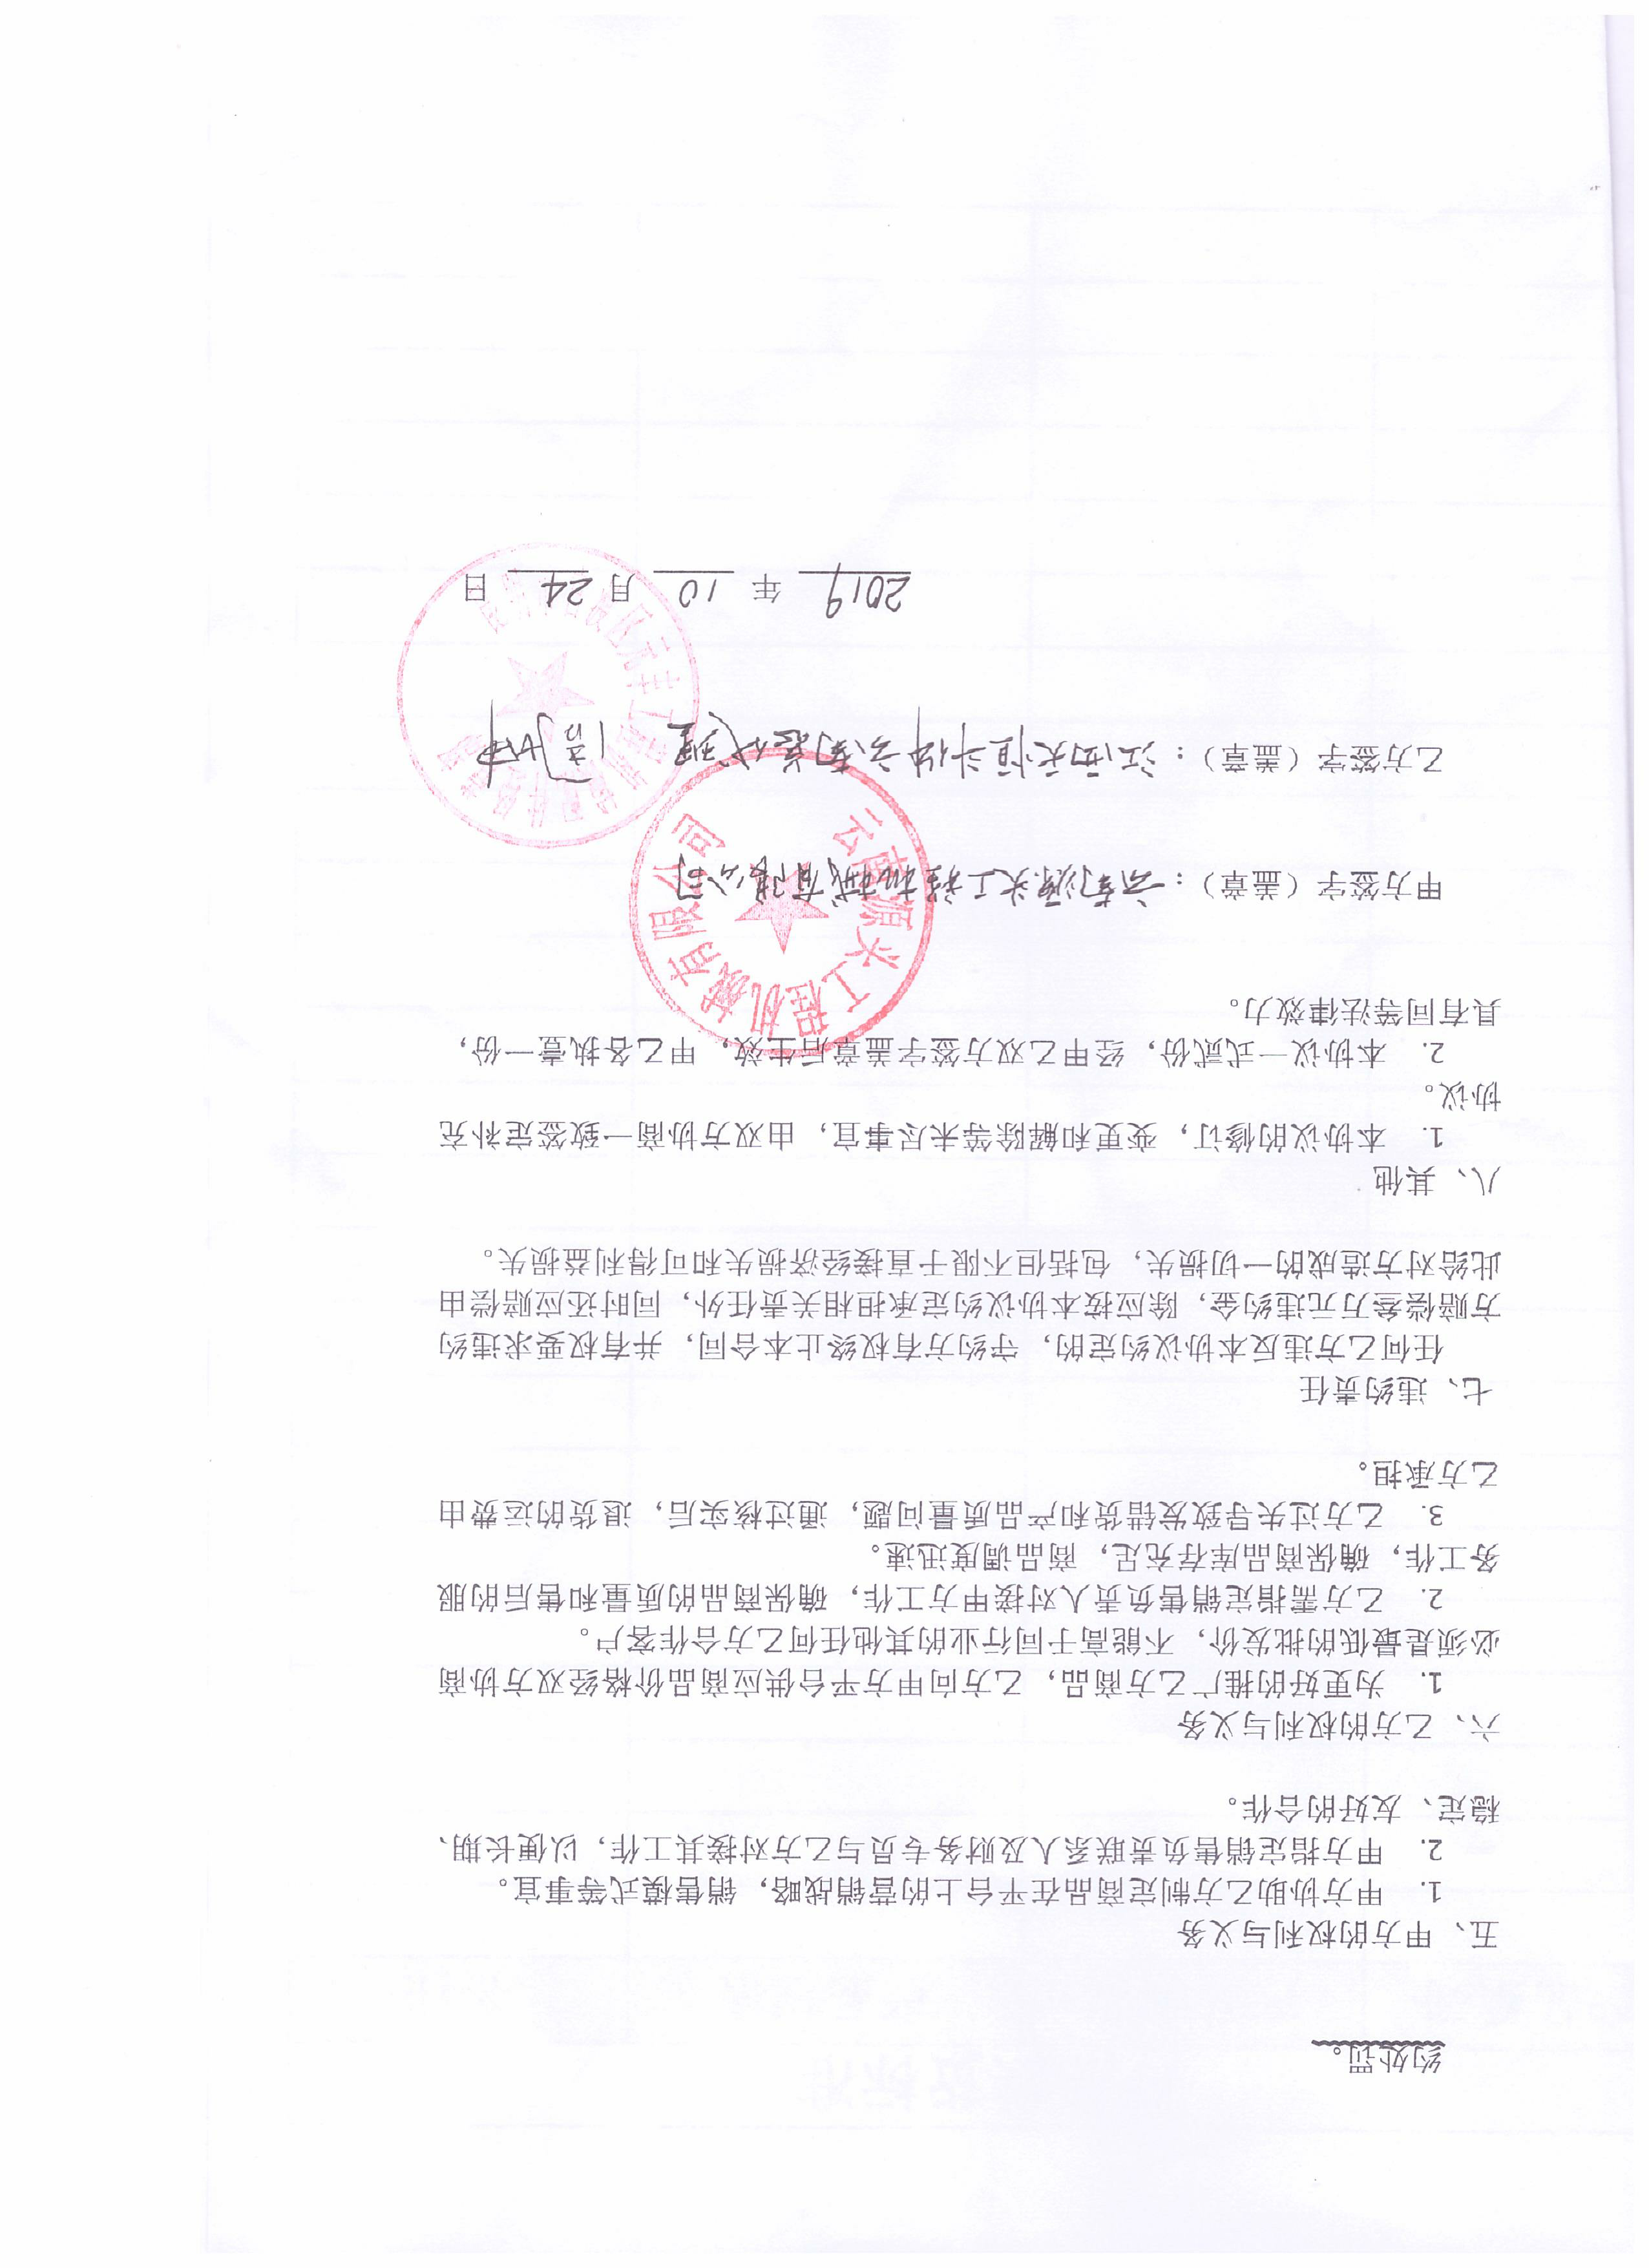 约处罚。
五、甲方的权利与义务
1. 甲方协助乙方制定商品在平台上的营销战略，销售模式等事宜。
2. 甲方指定销售负责联系人及财务专员与乙方对接其工作，以便长期、
稳定、友好的合作。
六、乙方的权利与义务
1. 为更好的推广乙方商品，乙方向甲方平台供应商品价格经双方协商
必须是最低的批发价，不能高于同行业的其他任何乙方合作客户。
2. 乙方需指定销售负责人对接甲方工作，确保商品的质量和售后的服
务工作，确保商品库存充足，商品调度迅速。
3. 乙方过失导致发错货和产品质量问题，通过核实后，退货的运费由
乙方承担。
七、违约责任
任何乙方违反本协议约定的，守约方有权终止本合同，并有权要求违约
方赔偿叁万元违约金，除应按本协议约定承担相关责任外，同时还应赔偿由
此给对方造成的一切损失，包括但不限于直接经济损失和可得利益损失。
八、其他
1. 本协议的修订，变更和解除等未尽事宜，由双方协商一致签定补充
协议。
2. 本协议一式贰份，经甲乙双方签字盖章后生效，甲乙各执壹一份，
具有同等法律效力。
甲方签字（盖章）：云南源头工程机械有限公司
云南源头工程机械有限公司
乙方签字（盖章）：江西天恒斗体云南总代理
2019 年 10 月 24 日